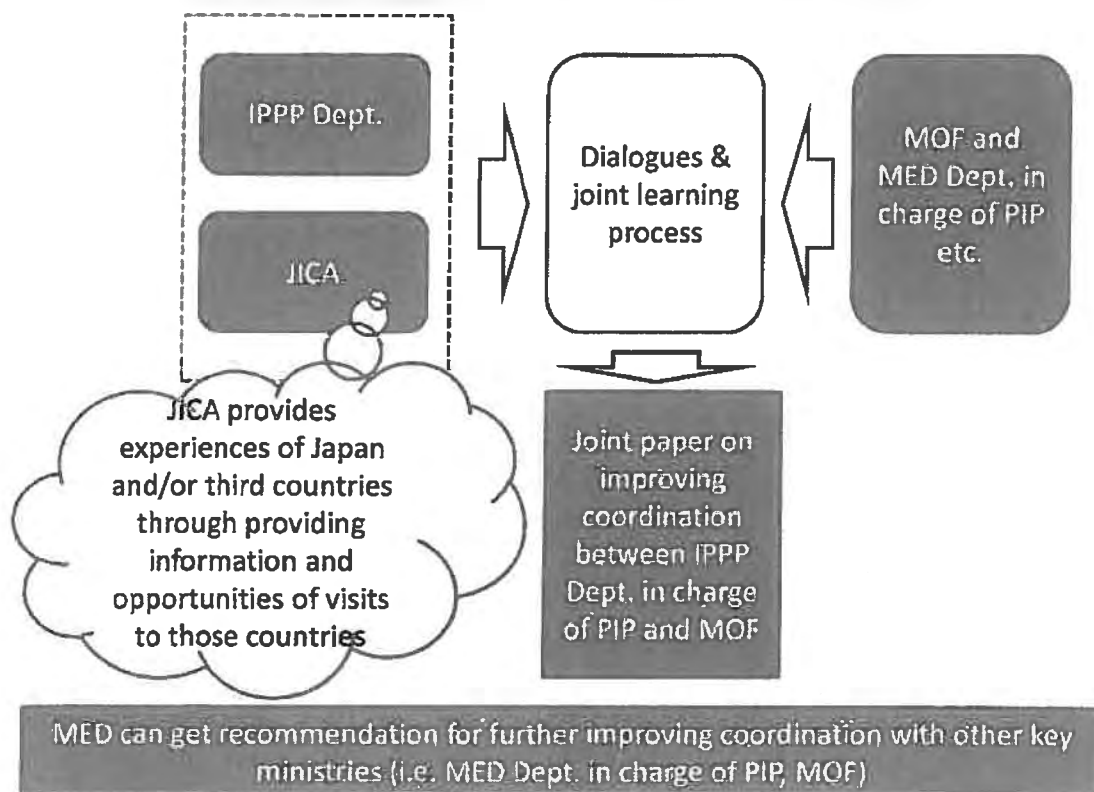 IPPP Dept.
JICA
Dialogues &
joint learning
process
MOF and
MED Dept. in
charge of PIP
etc.
JICA provides
experiences of Japan
and/or third countries
through providing
information and
opportunities of visits
to those countries
Joint paper on
improving
coordination
between IPPP
Dept. in charge
of PIP and MOF
MED can get recommendation for further improving coordination with other key
ministries (i.e. MED Dept. in charge of PIP, MOF)